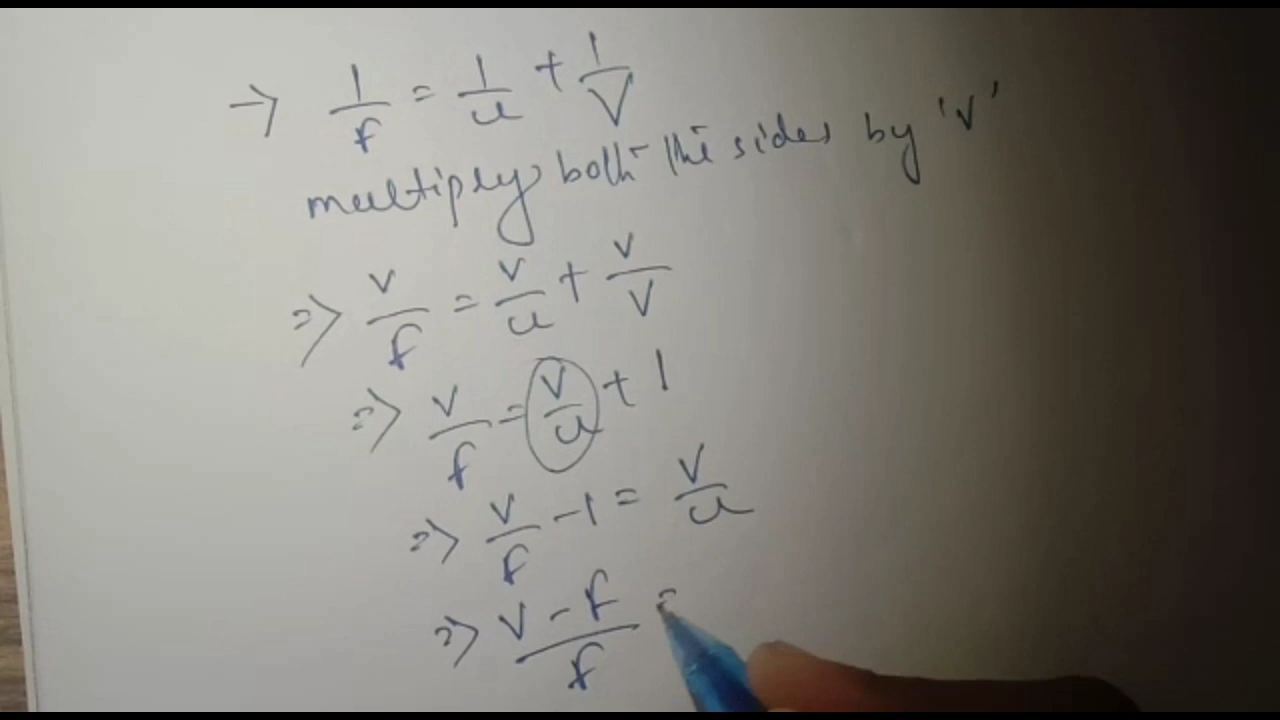 → 1/f = 1/u + 1/V
multiply both the sides by 'v'
⇒ v/f = v/u + v/v
⇒ v/f = v/u + 1
⇒ v/f - 1 = v/u
⇒ v - f/f =